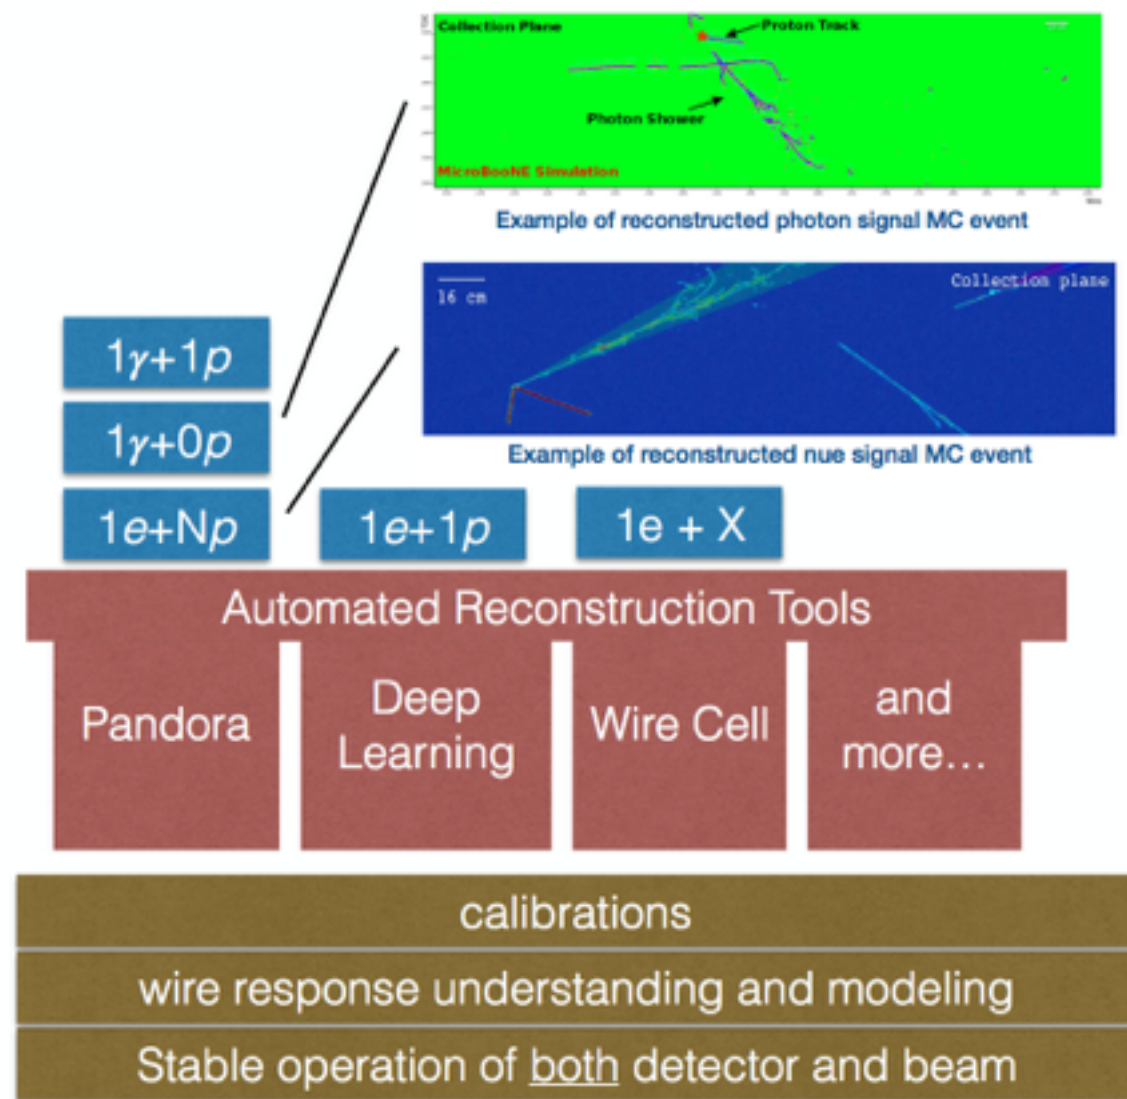 Collection Plane
Proton Track
Photon Shower
MicroBooNE Simulation
Example of reconstructed photon signal MC event
16 cm
Collection plane
Example of reconstructed nue signal MC event
1γ+1p
1γ+0p
1e+Np
1e+1p
1e + X
Automated Reconstruction Tools
Pandora
Deep
Learning
Wire Cell
and
more…
calibrations
wire response understanding and modeling
Stable operation of both detector and beam